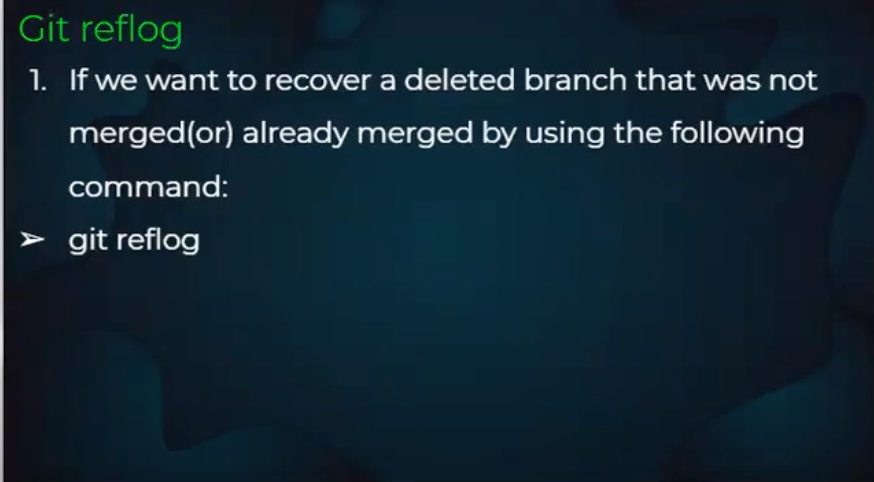 Git reflog
1. If we want to recover a deleted branch that was not
merged(or) already merged by using the following
command:
➢ git reflog